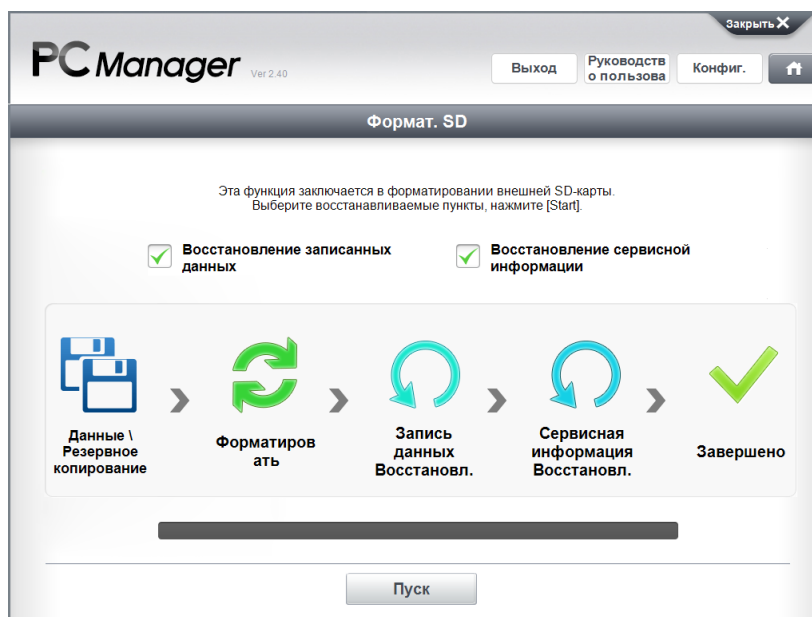 Закрыть X
PC Manager Ver 2.40
Выход
Руководств
о пользова
Конфиг.
Формат. SD
Эта функция заключается в форматировании внешней SD-карты.
Выберите восстанавливаемые пункты, нажмите [Start].
Восстановление записанных
данных
Восстановление сервисной
информации
Данные \
Резервное
копирование
Форматиров
ать
Запись
данных
Восстановл.
Сервисная
информация
Восстановл.
Завершено
Пуск